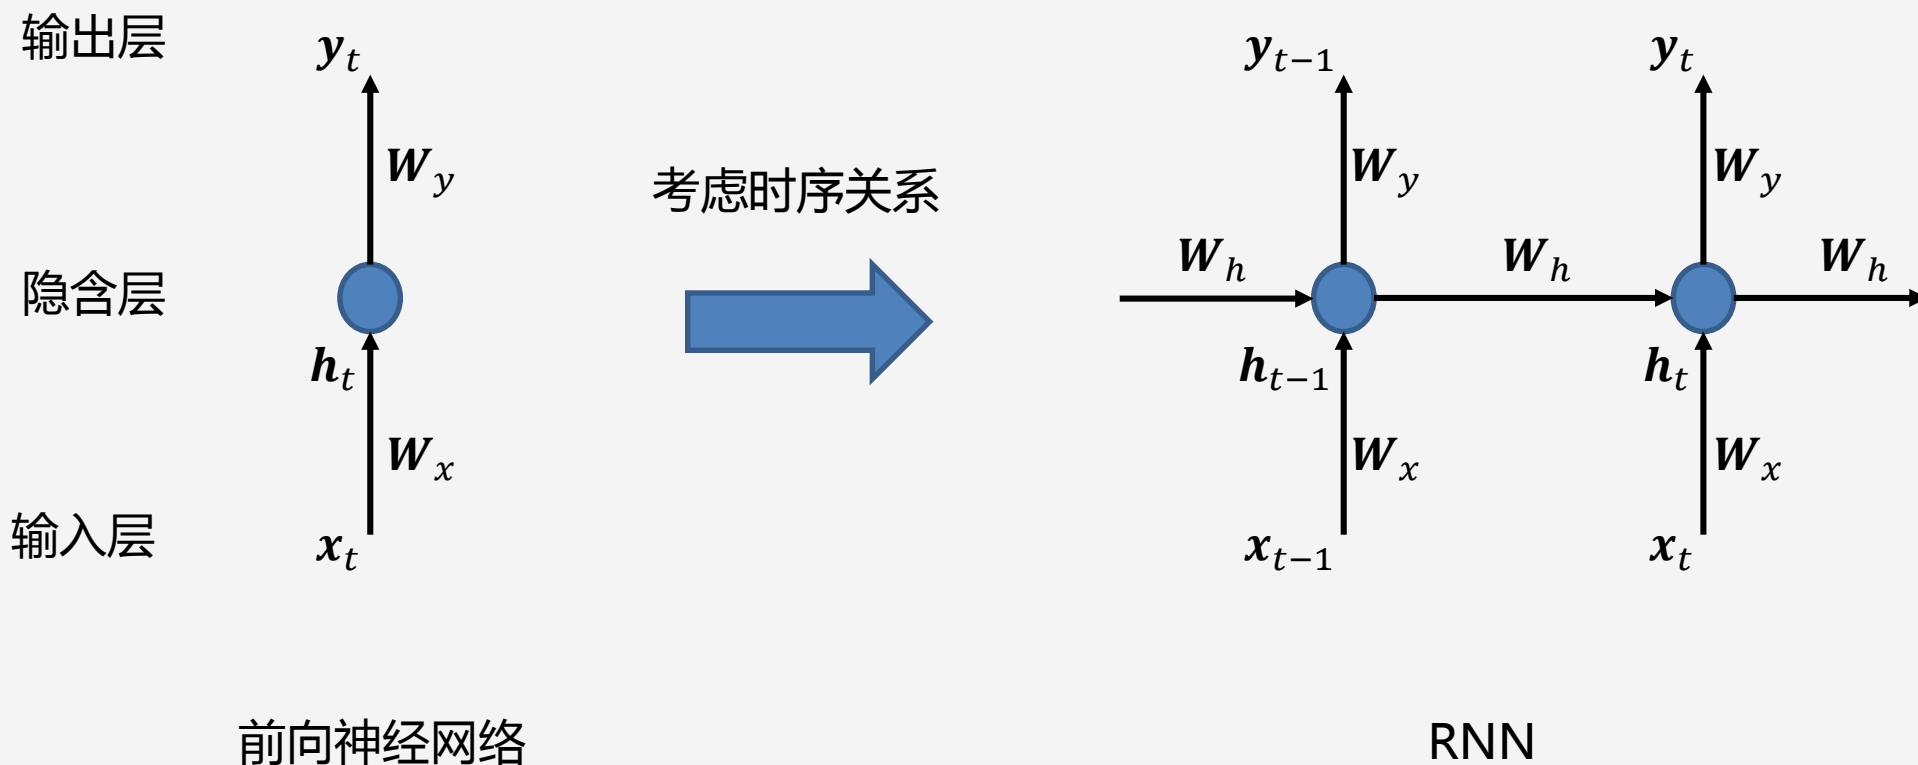 输出层
y_t
y_{t-1}
y_t
W_y
考虑时序关系
W_y
W_y
W_h
W_h
W_h
隐含层
h_t
h_{t-1}
h_t
W_x
W_x
W_x
输入层
x_t
x_{t-1}
x_t
前向神经网络
RNN